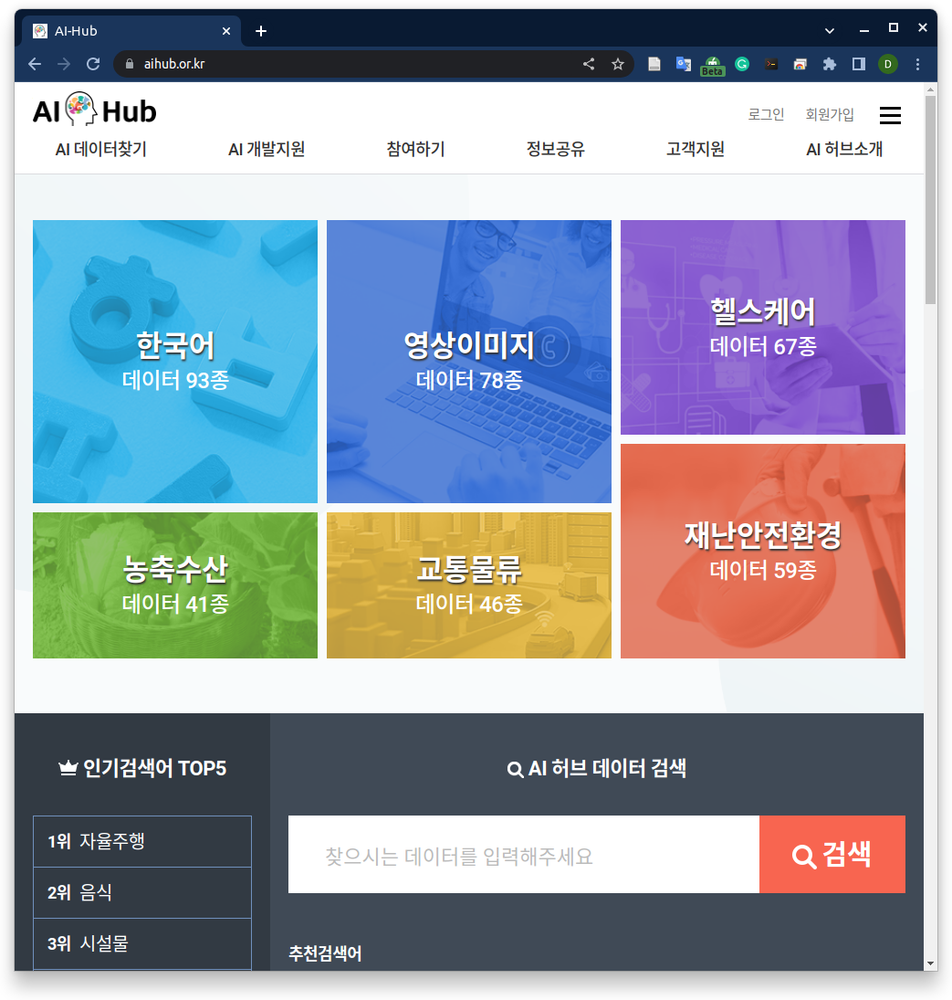 AI-Hub
aihub.or.kr
Beta
D
AI Hub
로그인 회원가입
AI 데이터찾기 AI 개발지원 참여하기 정보공유 고객지원 AI 허브소개
한국어
데이터 93종
영상이미지
데이터 78종
헬스케어
데이터 67종
농축수산
데이터 41종
교통물류
데이터 46종
재난안전환경
데이터 59종
인기검색어 TOP5
1위 자율주행
2위 음식
3위 시설물
AI 허브 데이터 검색
찾으시는 데이터를 입력해주세요
검색
추천검색어